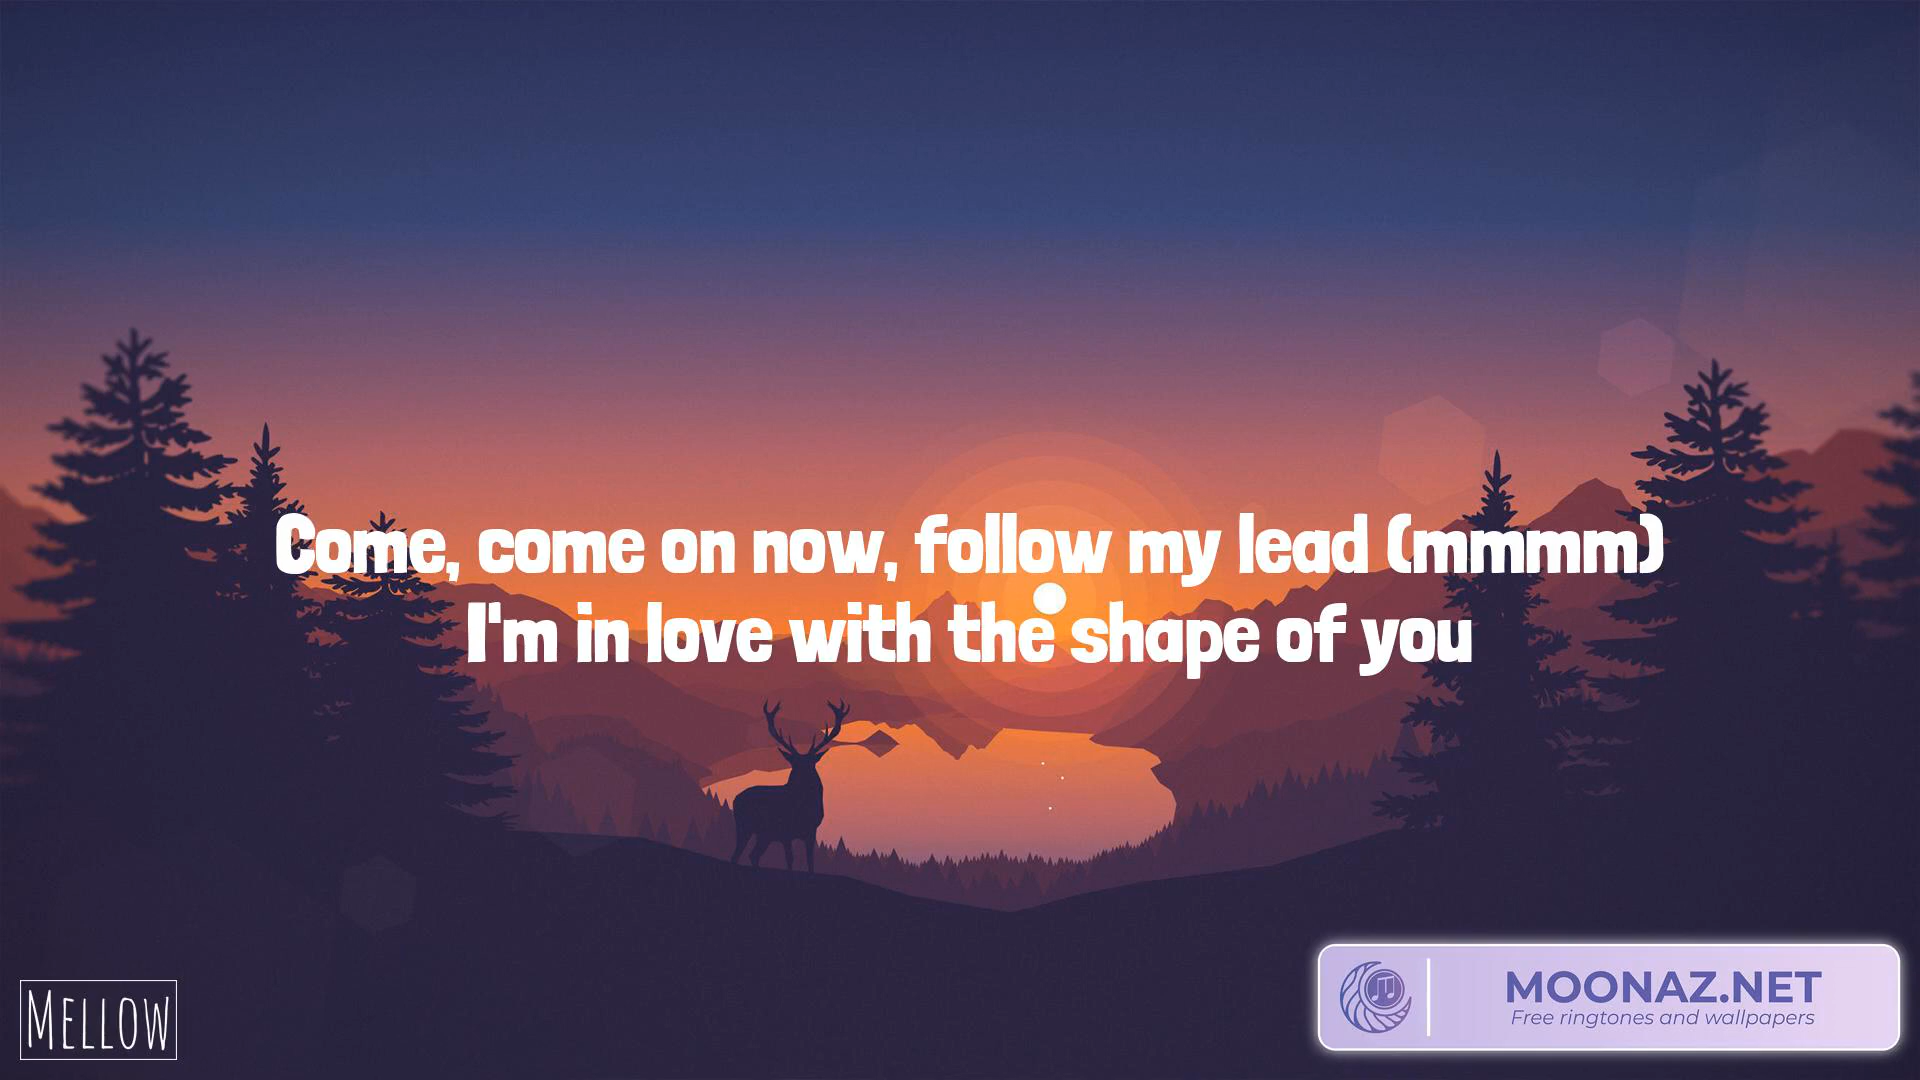 Come, come on now, follow my lead (mmmm)
I'm in love with the shape of you
MELLOW
MOONAZ.NET
Free ringtones and wallpapers